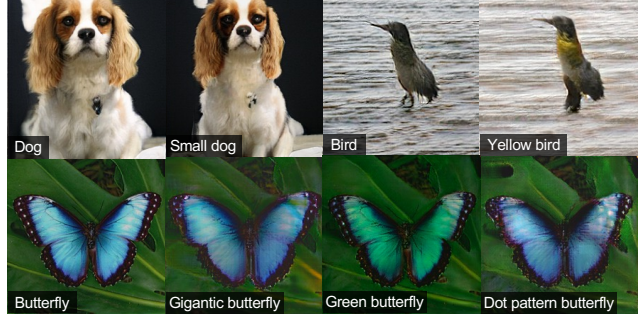 Dog
Small dog
Bird
Yellow bird
Butterfly
Gigantic butterfly
Green butterfly
Dot pattern butterfly